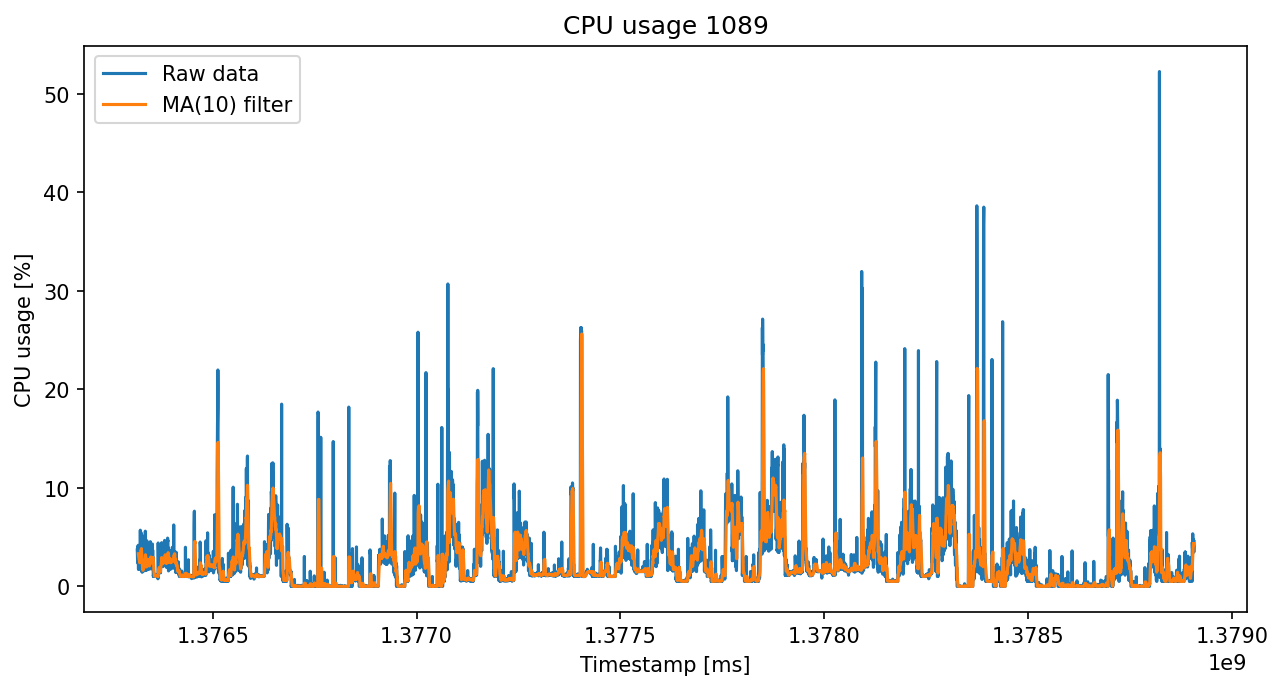 CPU usage 1089
Raw data
MA(10) filter
CPU usage [%]
50
40
30
20
10
0
1.3765 1.3770 1.3775 1.3780 1.3785 1.3790
1e9
Timestamp [ms]